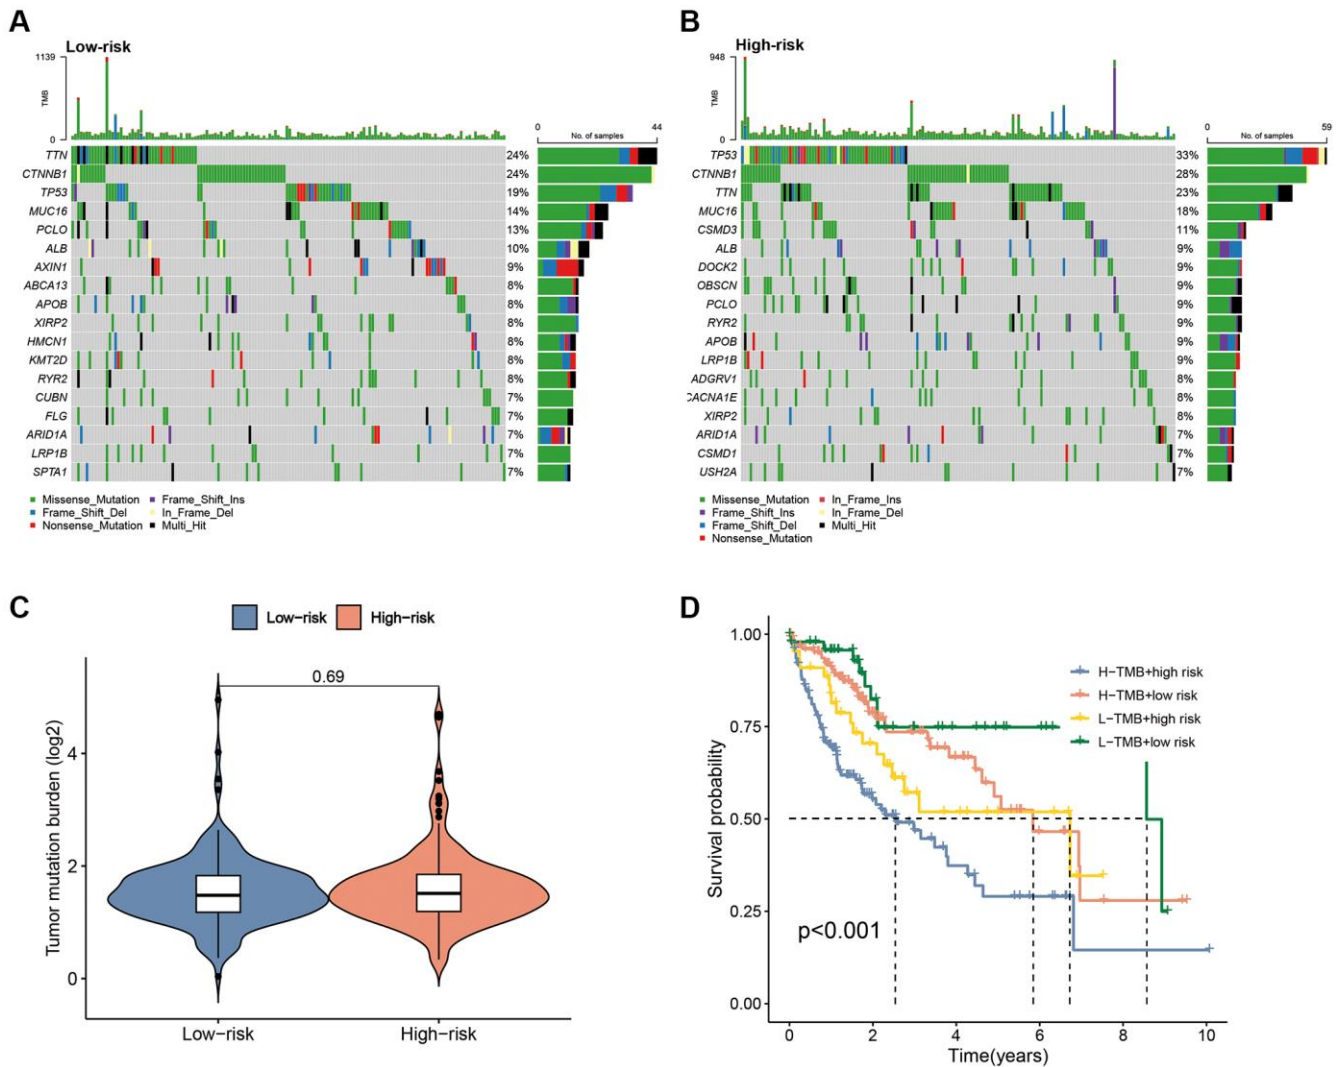 A
Low-risk
1139
TMB
0
0 44
No. of samples
TTN 24%
CTNNB1 24%
TP53 19%
MUC16 14%
PCLO 13%
ALB 10%
AXIN1 9%
ABCA13 8%
APOB 8%
XIRP2 8%
HMCN1 8%
KMT2D 8%
RYR2 8%
CUBN 7%
FLG 7%
ARID1A 7%
LRP1B 7%
SPTA1 7%
Missense_Mutation Frame_Shift_Ins
Frame_Shift_Del In_Frame_Del
Nonsense_Mutation Multi_Hit
B
High-risk
948
TMB
0
0 59
No. of samples
TP53 33%
CTNNB1 28%
TTN 23%
MUC16 18%
CSMD3 11%
ALB 9%
DOCK2 9%
OBSCN 9%
PCLO 9%
RYR2 9%
APOB 9%
LRP1B 9%
ADGRV1 8%
CACNA1E 8%
XIRP2 8%
ARID1A 7%
CSMD1 7%
USH2A 7%
Missense_Mutation In_Frame_Ins
Frame_Shift_Ins In_Frame_Del
Frame_Shift_Del Multi_Hit
Nonsense_Mutation
C
Low−risk High−risk
0.69
Tumor mutation burden (log2)
4
2
0
Low−risk High−risk
D
Survival probability
1.00
0.75
0.50
0.25
0.00
H−TMB+high risk
H−TMB+low risk
L−TMB+high risk
L−TMB+low risk
p<0.001
0 2 4 6 8 10
Time(years)